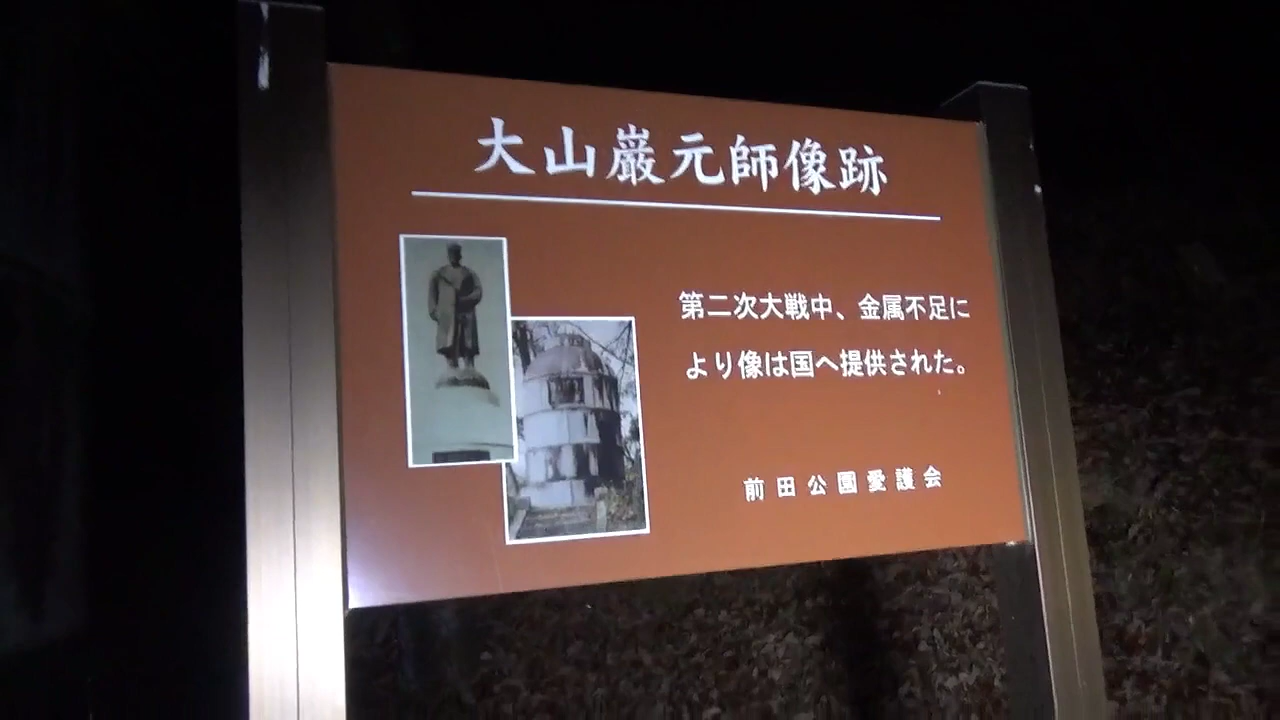 大山巌元師像跡
第二次大戦中、金属不足に
より像は国へ提供された。
前田公園愛護会